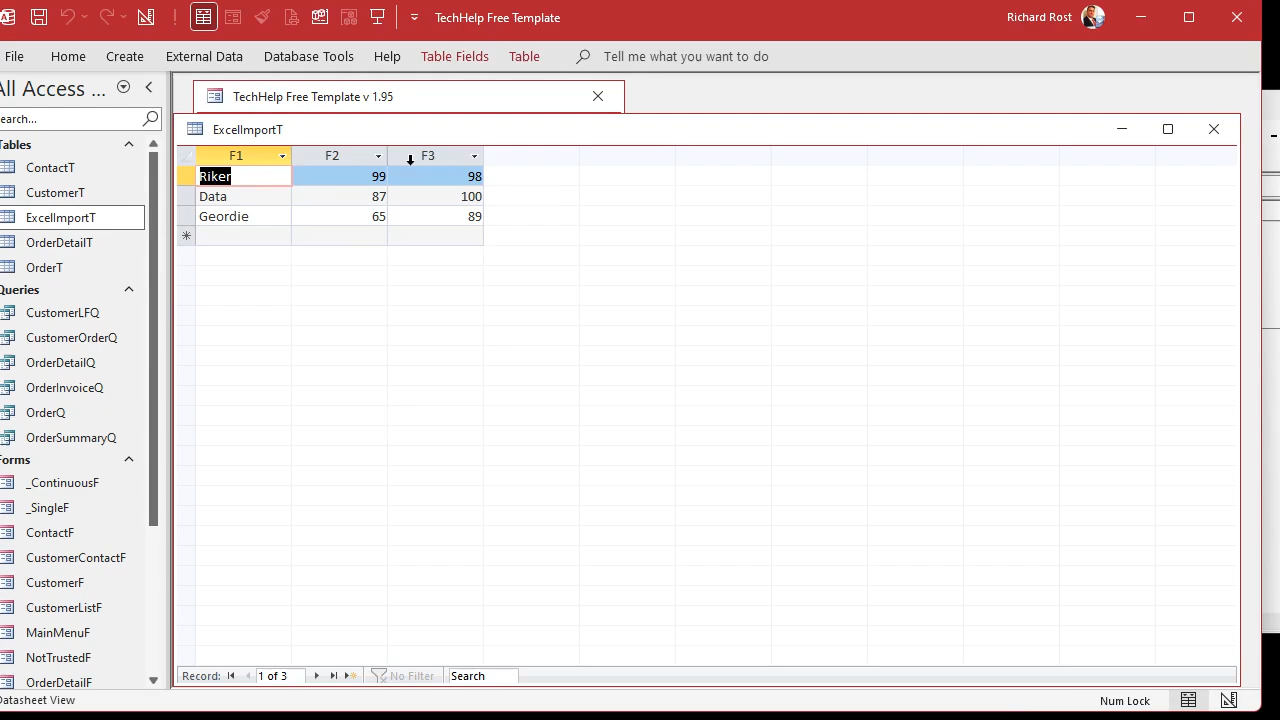 TechHelp Free Template
Richard Rost
File Home Create External Data Database Tools Help Table Fields Table Tell me what you want to do
All Access ...
TechHelp Free Template v 1.95
earch...
ExcelImportT
Tables
ContactT
CustomerT
ExcelImportT
OrderDetailT
OrderT
Queries
CustomerLFQ
CustomerOrderQ
OrderDetailQ
OrderInvoiceQ
OrderQ
OrderSummaryQ
Forms
_ContinuousF
_SingleF
ContactF
CustomerContactF
CustomerF
CustomerListF
MainMenuF
NotTrustedF
OrderDetailF
F1 F2 F3
Riker 99 98
Data 87 100
Geordie 65 89
Record: 1 of 3 No Filter Search
Datasheet View
Num Lock